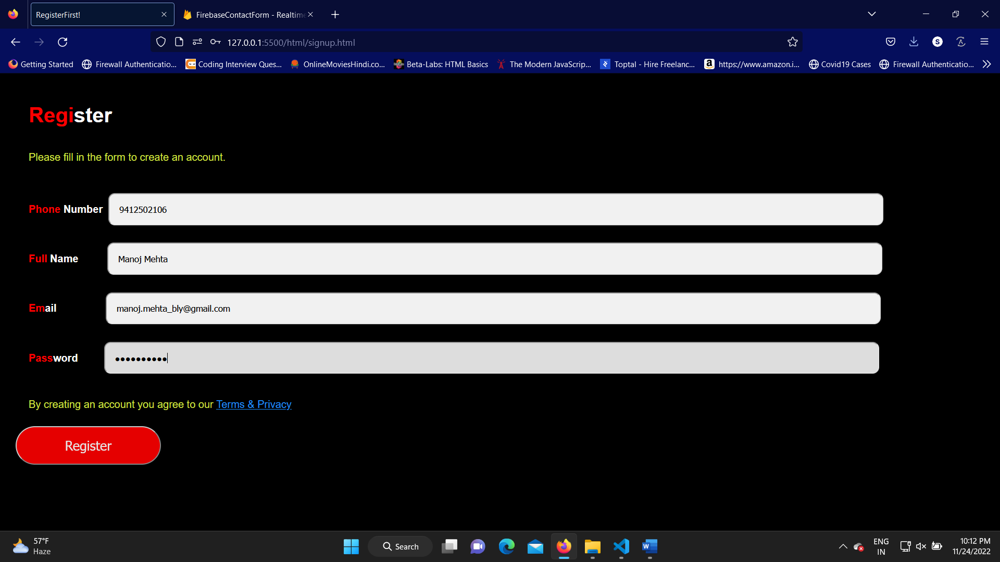 RegisterFirst!
FirebaseContactForm - Realtime
127.0.0.1:5500/html/signup.html
S
Getting Started
Firewall Authenticatio...
Coding Interview Ques...
OnlineMoviesHindi.co...
Beta-Labs: HTML Basics
The Modern JavaScrip...
Toptal - Hire Freelanc...
https://www.amazon.i...
Covid19 Cases
Firewall Authenticatio...
Register
Please fill in the form to create an account.
Phone Number
9412502106
Full Name
Manoj Mehta
Email
manoj.mehta_bly@gmail.com
Password
••••••••••
By creating an account you agree to our Terms & Privacy
Register
57°F
Haze
Search
ENG
IN
10:12 PM
11/24/2022